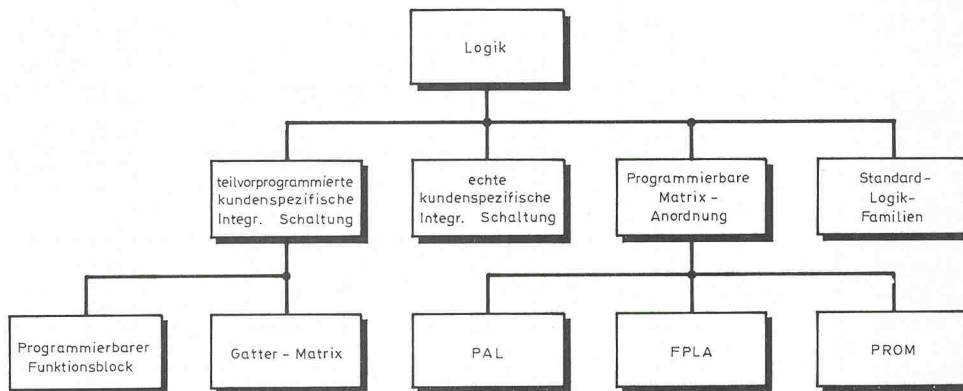 Logik
teilvorprogrammierte
kundenspezifische
Integr. Schaltung
echte
kundenspezifische
Integr. Schaltung
Programmierbare
Matrix –
Anordnung
Standard–
Logik–
Familien
Programmierbarer
Funktionsblock
Gatter – Matrix
PAL
FPLA
PROM